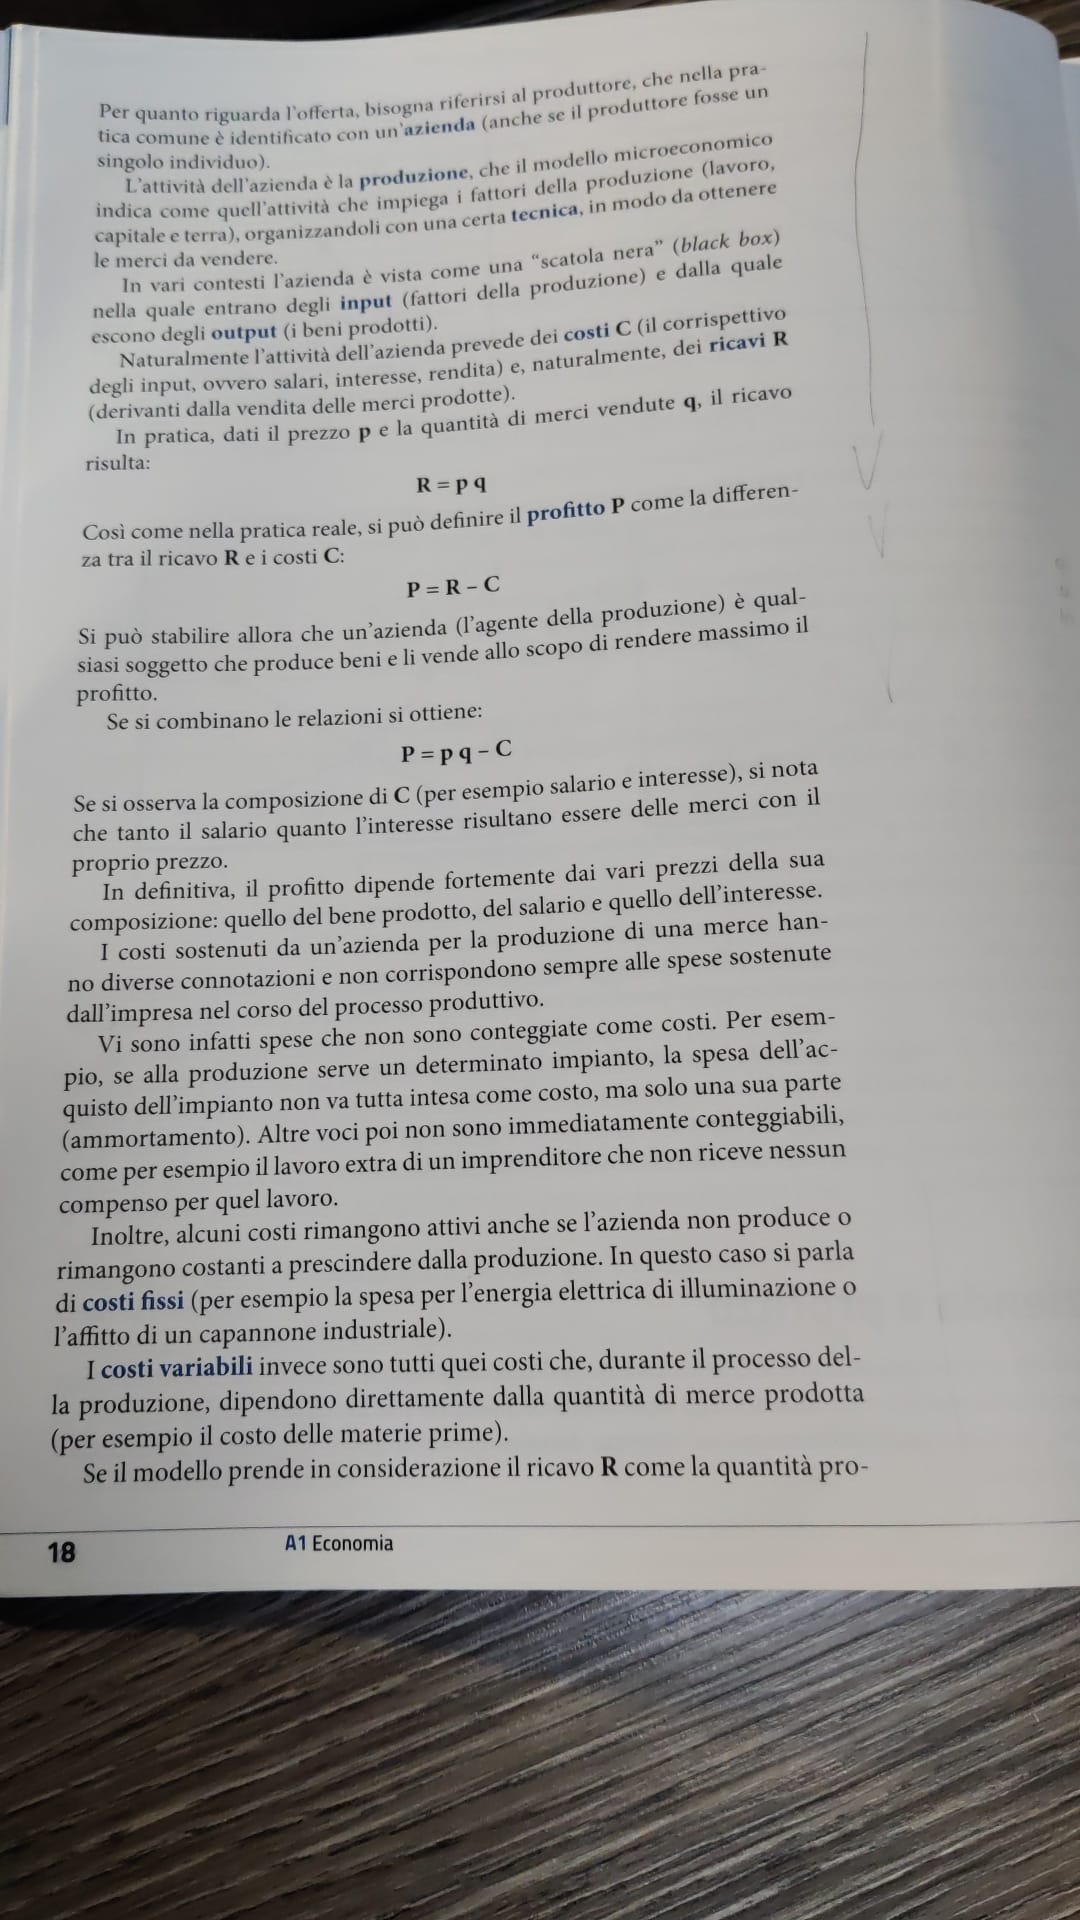 Per quanto riguarda l'offerta, bisogna riferirsi al produttore, che nella pra-
tica comune è identificato con un'azienda (anche se il produttore fosse un
singolo individuo).
L'attività dell'azienda è la produzione, che il modello microeconomico
indica come quell'attività che impiega i fattori della produzione (lavoro,
capitale e terra), organizzandoli con una certa tecnica, in modo da ottenere
le merci da vendere.
In vari contesti l'azienda è vista come una “scatola nera” (black box)
nella quale entrano degli input (fattori della produzione) e dalla quale
escono degli output (i beni prodotti).
Naturalmente l'attività dell'azienda prevede dei costi C (il corrispettivo
degli input, ovvero salari, interesse, rendita) e, naturalmente, dei ricavi R
(derivanti dalla vendita delle merci prodotte).
In pratica, dati il prezzo p e la quantità di merci vendute q, il ricavo
risulta:
R = p q
Così come nella pratica reale, si può definire il profitto P come la differen-
za tra il ricavo R e i costi C:
P = R – C
Si può stabilire allora che un'azienda (l'agente della produzione) è qual-
siasi soggetto che produce beni e li vende allo scopo di rendere massimo il
profitto.
Se si combinano le relazioni si ottiene:
P = p q – C
Se si osserva la composizione di C (per esempio salario e interesse), si nota
che tanto il salario quanto l'interesse risultano essere delle merci con il
proprio prezzo.
In definitiva, il profitto dipende fortemente dai vari prezzi della sua
composizione: quello del bene prodotto, del salario e quello dell'interesse.
I costi sostenuti da un'azienda per la produzione di una merce han-
no diverse connotazioni e non corrispondono sempre alle spese sostenute
dall'impresa nel corso del processo produttivo.
Vi sono infatti spese che non sono conteggiate come costi. Per esem-
pio, se alla produzione serve un determinato impianto, la spesa dell'ac-
quisto dell'impianto non va tutta intesa come costo, ma solo una sua parte
(ammortamento). Altre voci poi non sono immediatamente conteggiabili,
come per esempio il lavoro extra di un imprenditore che non riceve nessun
compenso per quel lavoro.
Inoltre, alcuni costi rimangono attivi anche se l'azienda non produce o
rimangono costanti a prescindere dalla produzione. In questo caso si parla
di costi fissi (per esempio la spesa per l'energia elettrica di illuminazione o
l'affitto di un capannone industriale).
I costi variabili invece sono tutti quei costi che, durante il processo del-
la produzione, dipendono direttamente dalla quantità di merce prodotta
(per esempio il costo delle materie prime).
Se il modello prende in considerazione il ricavo R come la quantità pro-
18
A1 Economia